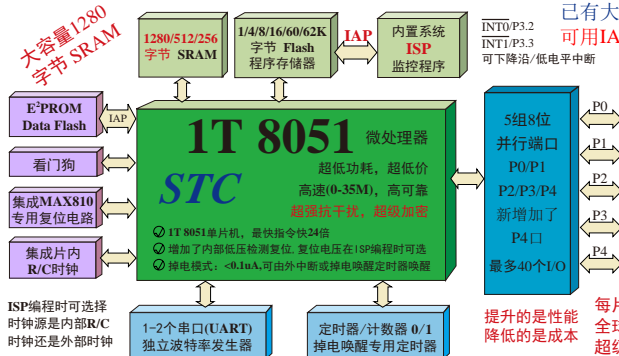 大容量1280
字节 SRAM
1280/512/256
字节 SRAM
1/4/8/16/60/62K
字节 Flash
程序存储器
IAP
内置系统
ISP
监控程序
INT0/P3.2
INT1/P3.3
可下降沿/低电平中断
已有大
可用IA
E²PROM
Data Flash
IAP
看门狗
集成MAX810
专用复位电路
集成片内
R/C时钟
1T 8051 微处理器
STC
超低功耗，超低价
高速(0-35M)，高可靠
超强抗干扰，超级加密
1T 8051单片机，最快指令快24倍
增加了内部低压检测复位,复位电压在ISP编程时可选
掉电模式：<0.1uA,可由外中断或掉电唤醒定时器唤醒
5组8位
并行端口
P0/P1
P2/P3/P4
新增加了
P4口
最多40个I/O
P0
P1
P2
P3
P4
ISP编程时可选择
时钟源是内部R/C
时钟还是外部时钟
1-2个串口(UART)
独立波特率发生器
定时器/计数器 0/1
掉电唤醒专用定时器
提升的是性能
降低的是成本
每片
全球
超级